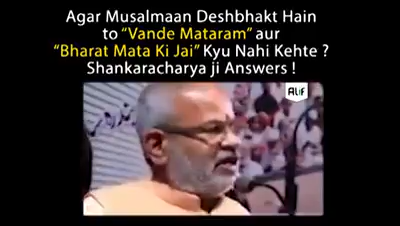 Agar Musalmaan Deshbhakt Hain
to “Vande Mataram” aur
“Bharat Mata Ki Jai” Kyu Nahi Kehte ?
Shankaracharya ji Answers !
Alif